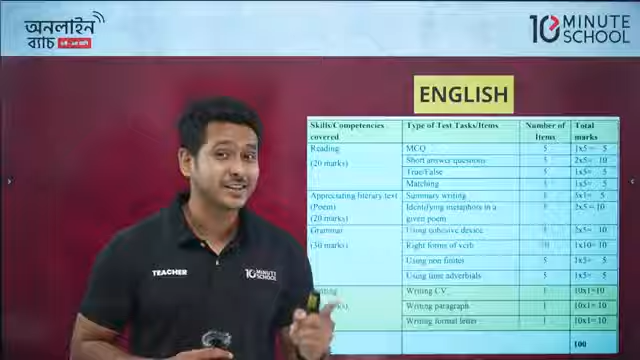 অনলাইন
ব্যাচ
10 MINUTE SCHOOL
ENGLISH
Skills/Competencies covered Type of Test Tasks/Items Number of Items Total marks
Reading MCQ 5 1x5 = 5
(20 marks) Short answer questions 5 2x5 = 10
True/False 5 1x5= 5
Matching 5 1x5= 5
Appreciating literary text Summary writing 5x1= 5
(Poem) Identifying metaphors in a 2x5 = 10
(20 marks) given poem
Grammar Using cohesive device 2x5= 10
(30 marks) Right forms of verb 10 1x10= 10
Using non finites 5 1x5= 5
Using time adverbials 5 1x5= 5
Writing CV 1 10x1=10
Writing paragraph 1 10x1= 10
Writing formal letter 1 10x1= 10
100
TEACHER
10 MINUTE SCHOOL